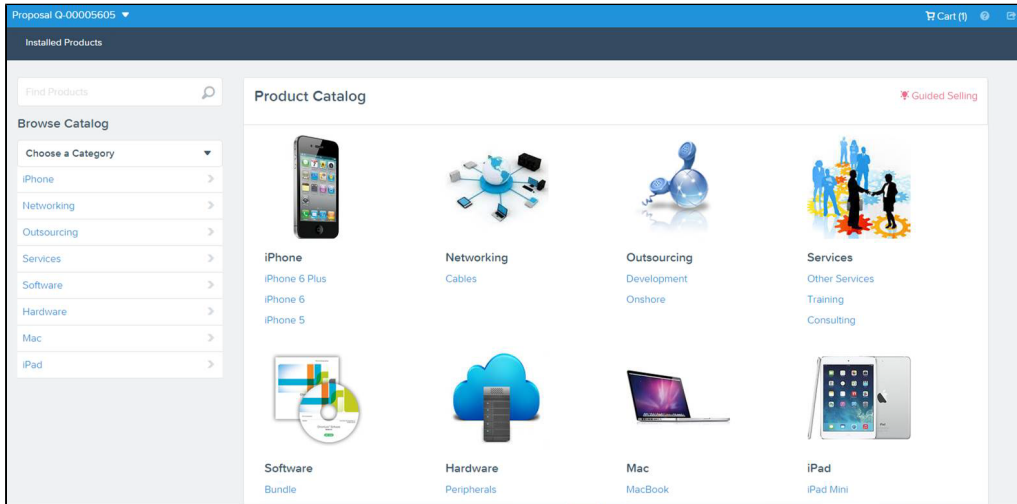 Proposal Q-00005605
Cart (1)
Installed Products
Find Products
Browse Catalog
Choose a Category
iPhone
Networking
Outsourcing
Services
Software
Hardware
Mac
iPad
Product Catalog
Guided Selling
iPhone
iPhone 6 Plus
iPhone 6
iPhone 5
Networking
Cables
Outsourcing
Development
Onshore
Services
Other Services
Training
Consulting
Software
Bundle
Hardware
Peripherals
Mac
MacBook
iPad
iPad Mini